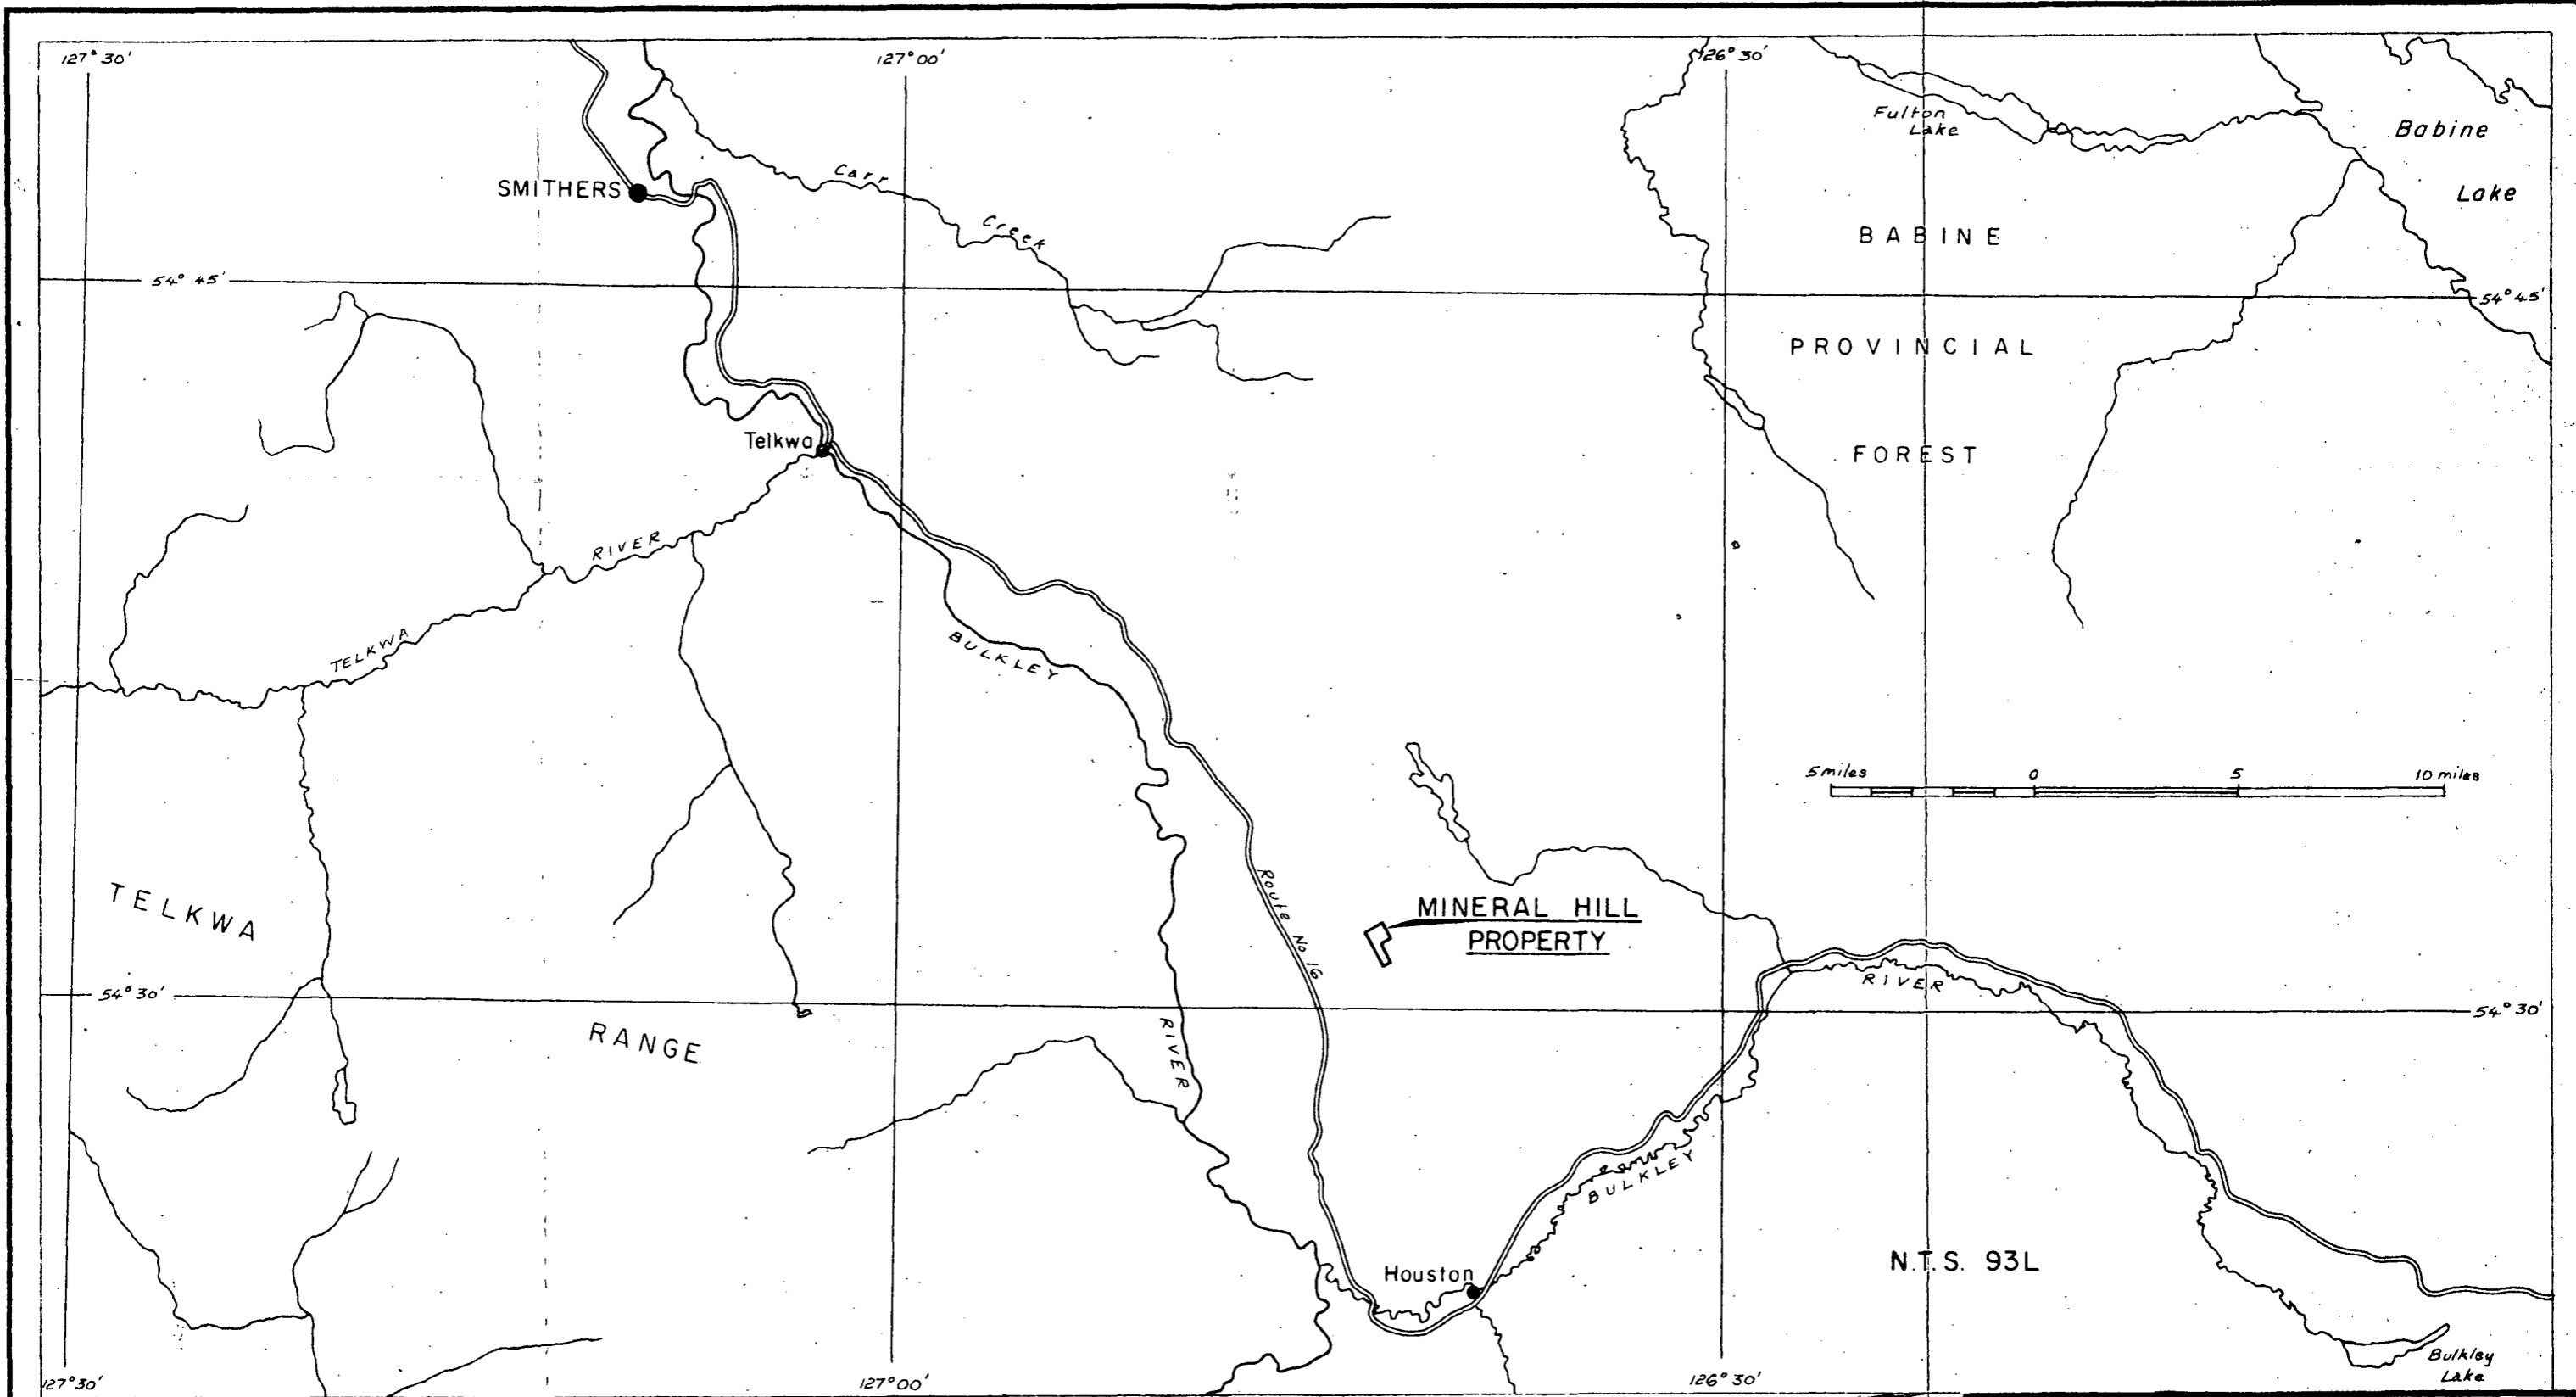 127° 30'
127° 00'
126° 30'
Fulton
Lake
Babine
Lake
SMITHERS
Carr
Creek
BABINE
54° 45'
54° 45'
PROVINCIAL
FOREST
Telkwa
RIVER
TELKWA
BULKLEY
5 miles 0 5 10 miles
Route No 16
MINERAL HILL
PROPERTY
TELKWA
RIVER
54° 30'
54° 30'
RANGE
RIVER
BULKLEY
Houston
N.T.S. 93L
Bulkley
Lake
127° 30'
127° 00'
126° 30'